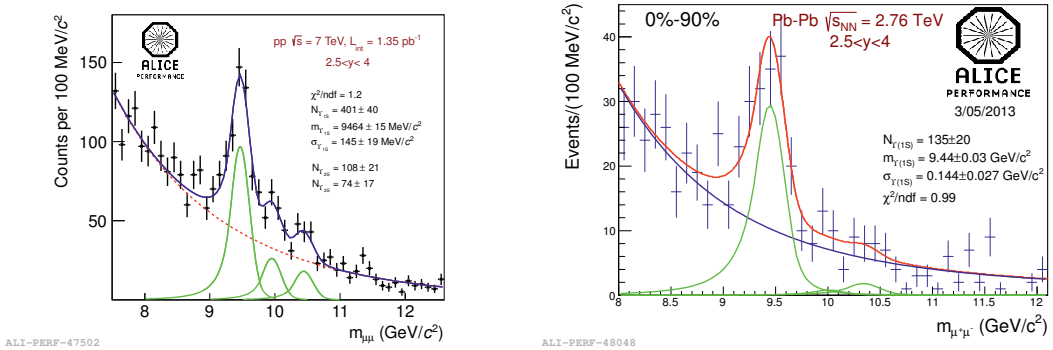 Counts per 100 MeV/c²
150
100
50
8
9
10
11
12
m_μμ (GeV/c²)
ALICE
PERFORMANCE
pp √s = 7 TeV, L_int = 1.35 pb⁻¹
2.5<y< 4
χ²/ndf = 1.2
N_Υ1S = 401± 40
m_Υ1S = 9464 ± 15 MeV/c²
σ_Υ1S = 145± 19 MeV/c²
N_Υ2S = 108± 21
N_Υ3S = 74± 17
ALI-PERF-47502
Events/(100 MeV/c²)
40
30
20
10
0
8
8.5
9
9.5
10
10.5
11
11.5
12
m_μ⁺μ⁻ (GeV/c²)
0%-90%
Pb-Pb √s_NN = 2.76 TeV
2.5<y<4
ALICE
PERFORMANCE
3/05/2013
N_Υ(1S) = 135±20
m_Υ(1S) = 9.44±0.03 GeV/c²
σ_Υ(1S) = 0.144±0.027 GeV/c²
χ²/ndf = 0.99
ALI-PERF-48048